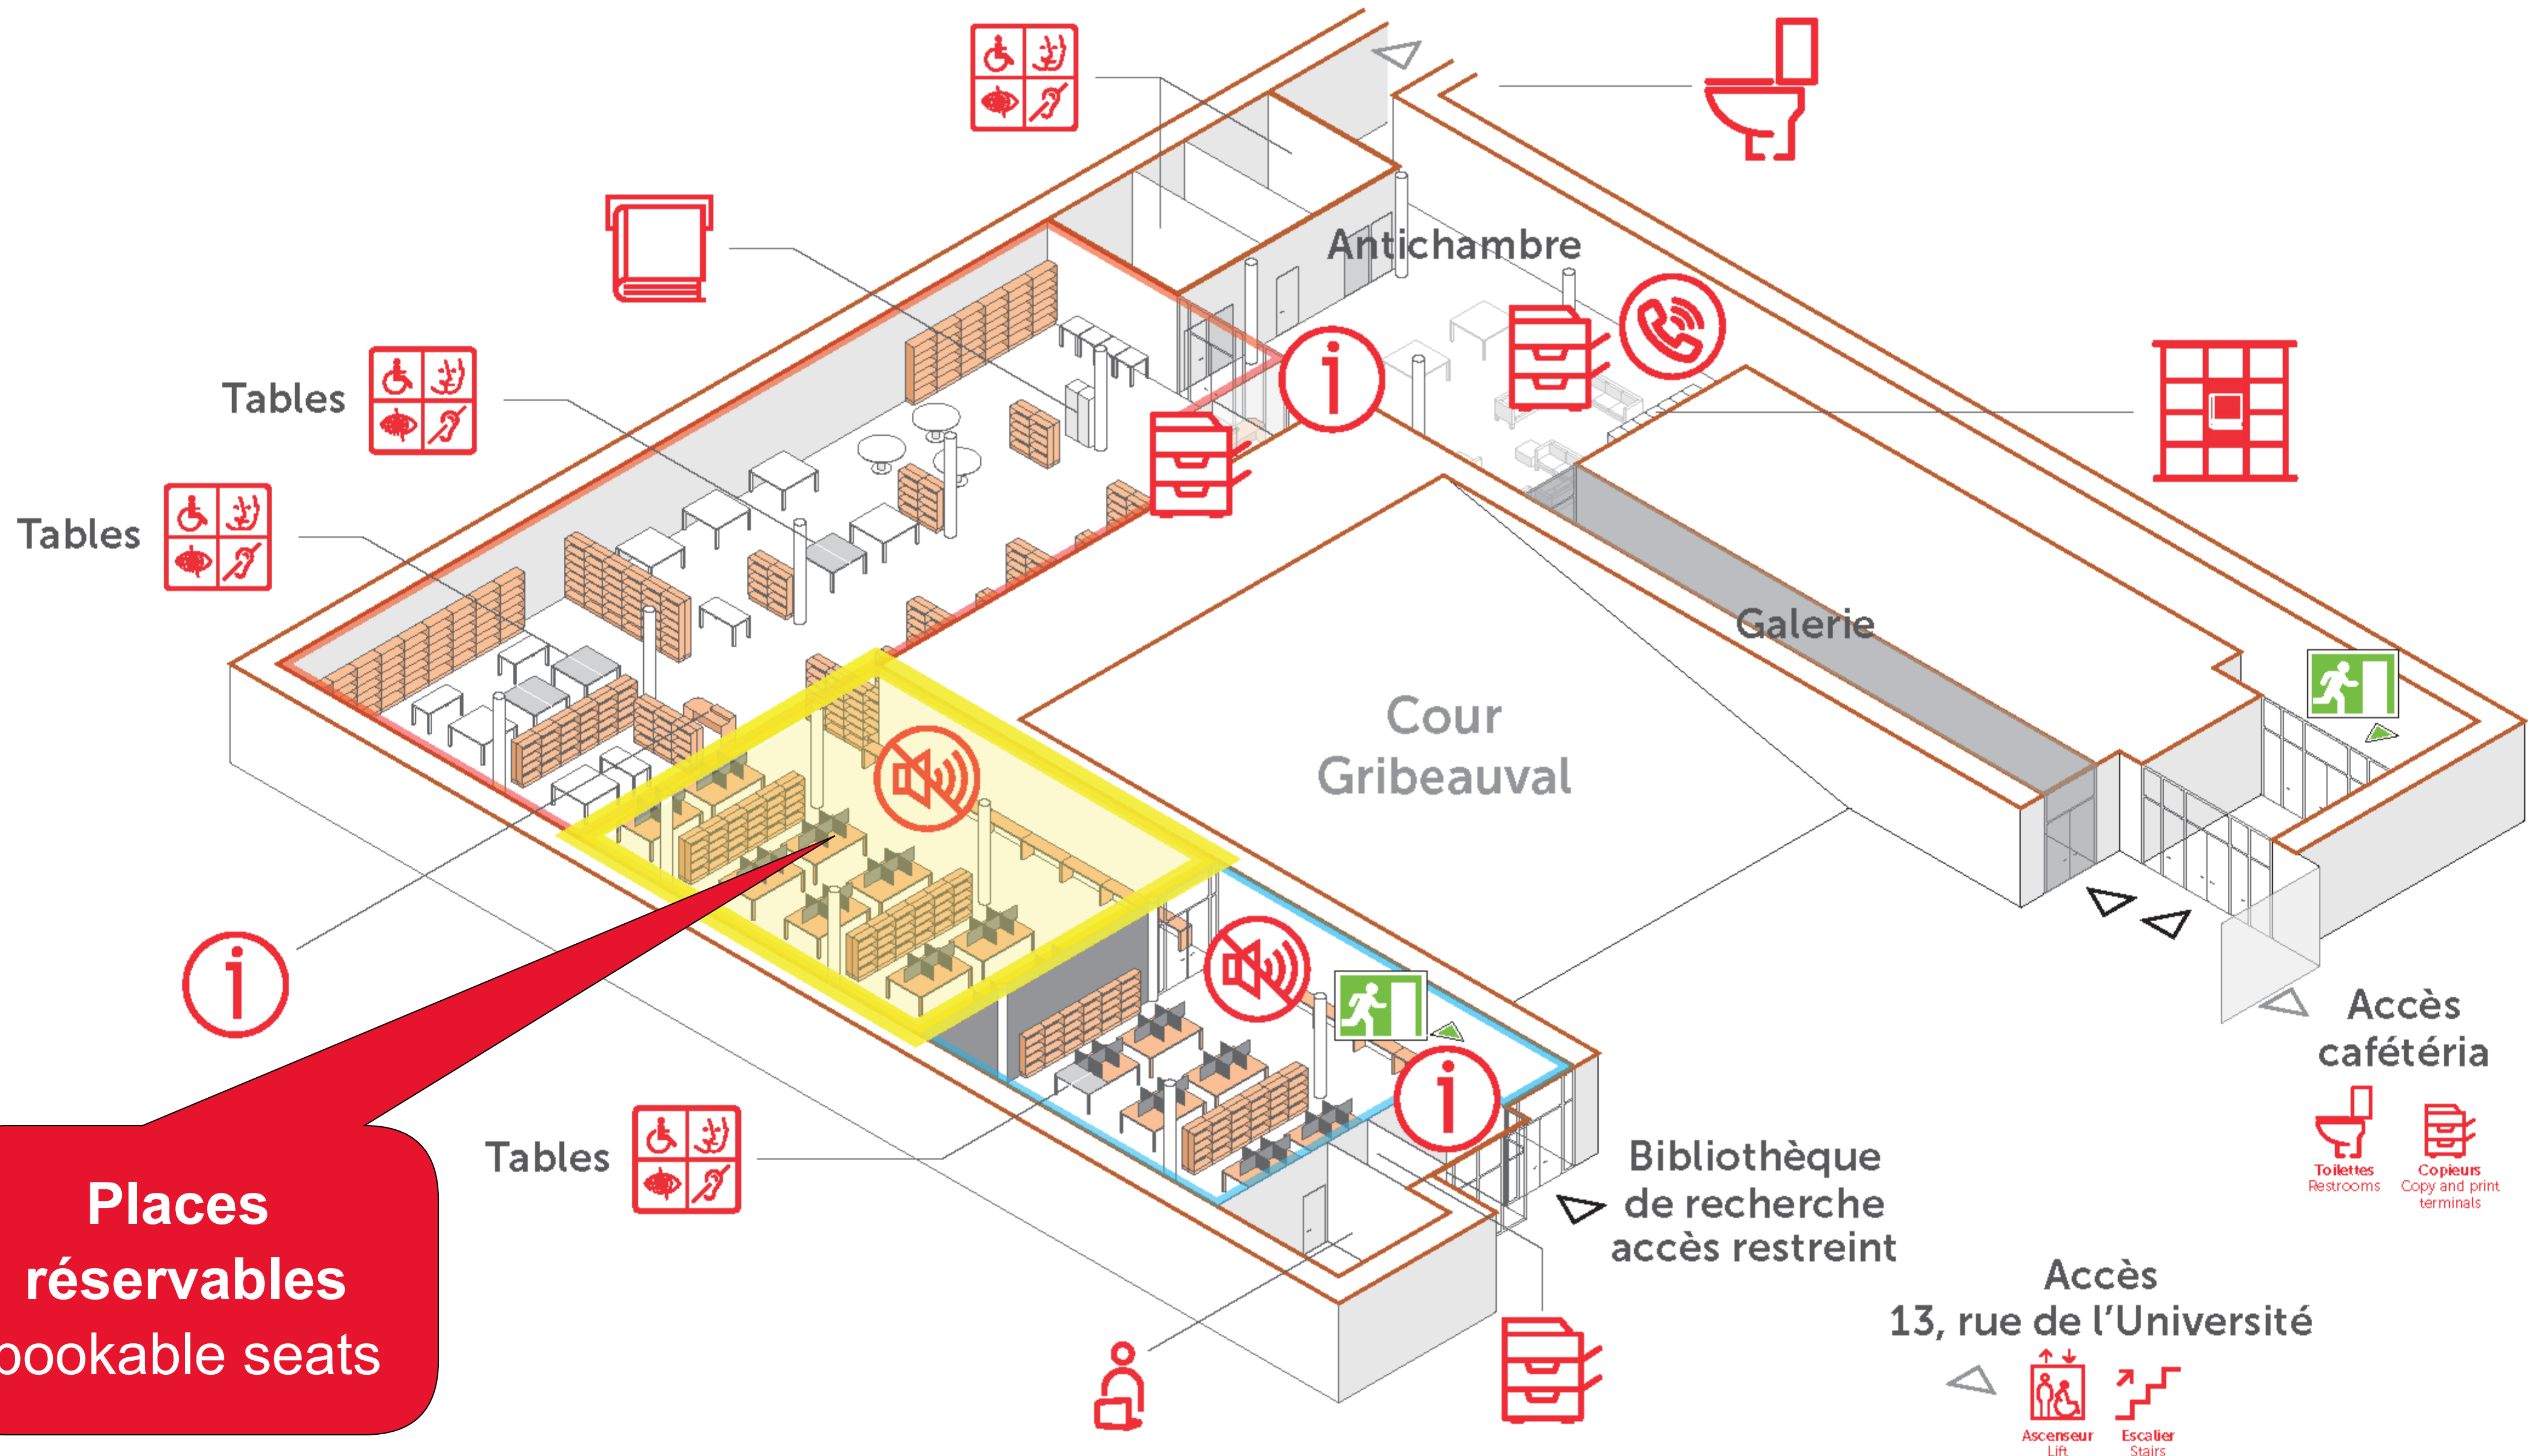 Antichambre
Tables
Tables
Galerie
Cour
Gribeauval
Accès
cafétéria
Toilettes
Restrooms
Copieurs
Copy and print
terminals
Tables
Bibliothèque
de recherche
accès restreint
Places
réservables
bookable seats
Accès
13, rue de l'Université
Ascenseur
Lift
Escalier
Stairs